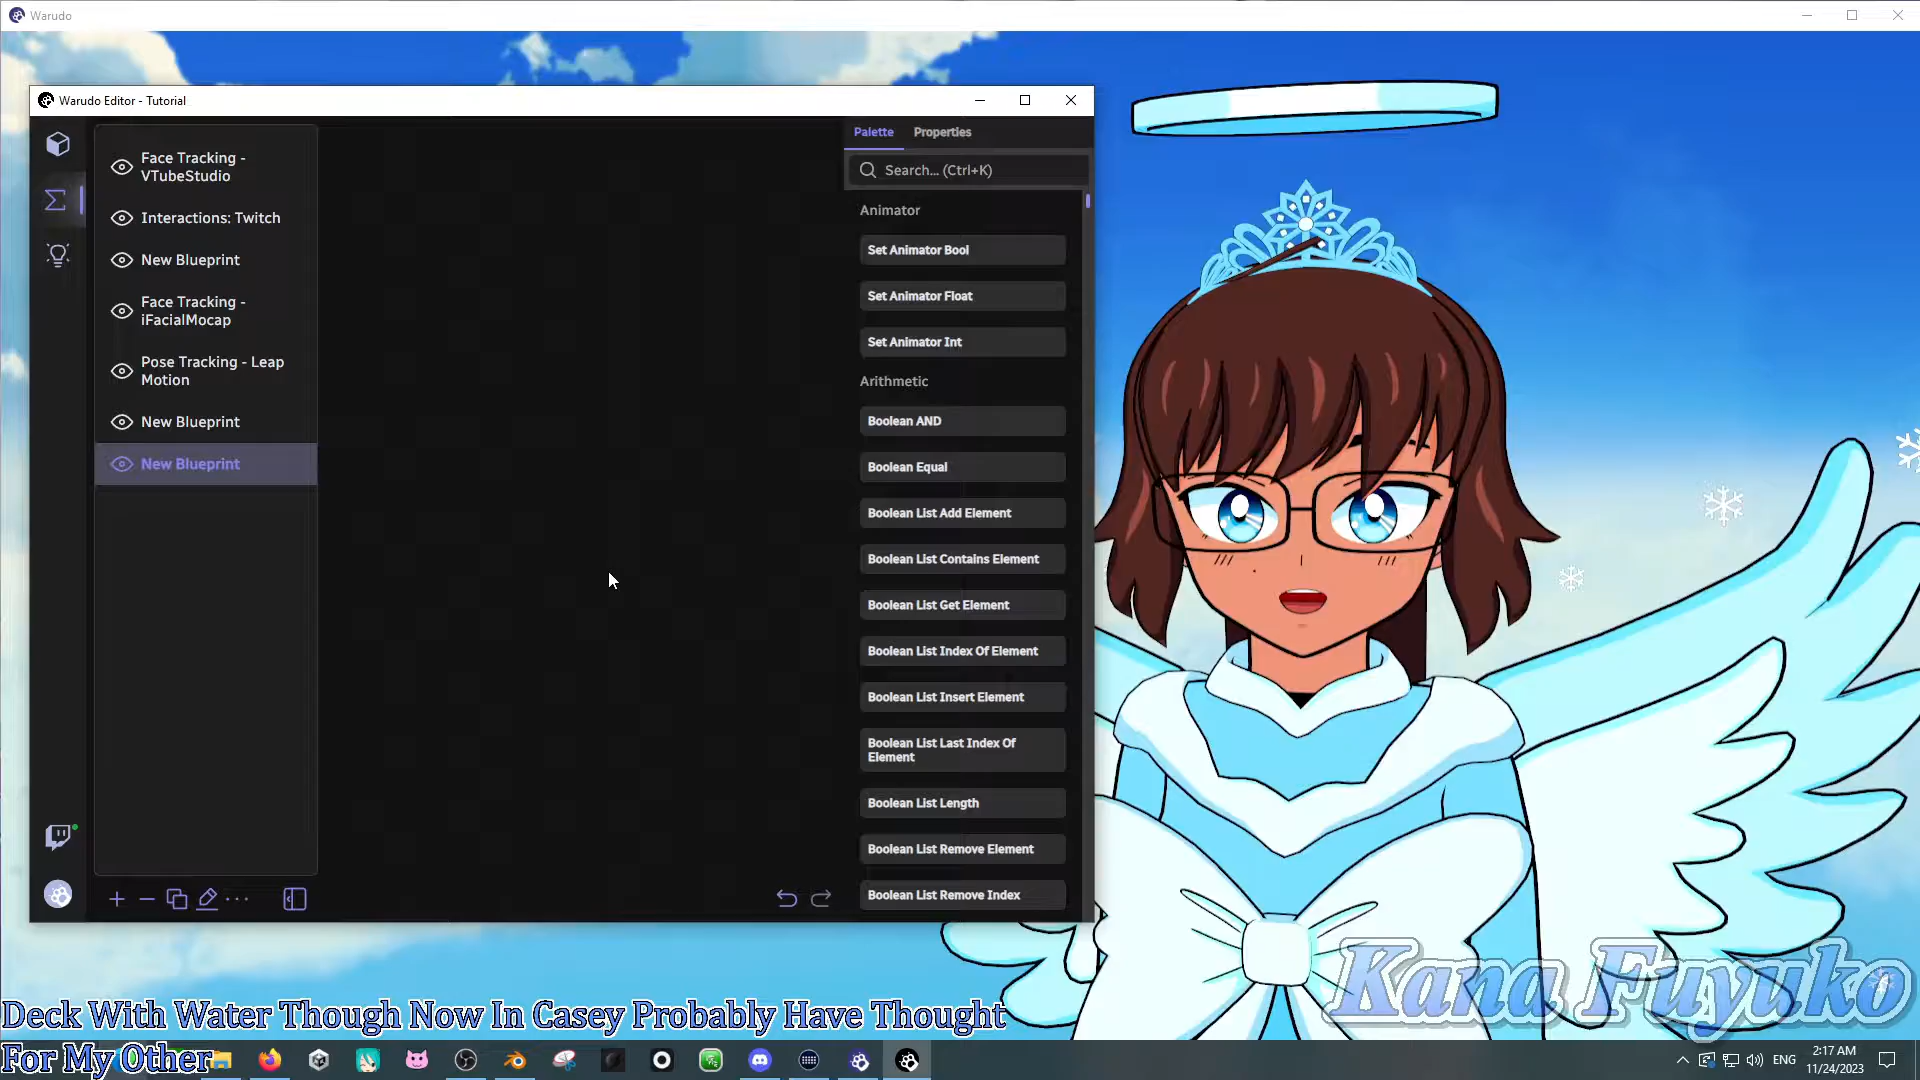 Warudo
Warudo Editor - Tutorial
Face Tracking -
VTubeStudio
Interactions: Twitch
New Blueprint
Face Tracking -
iFacialMocap
Pose Tracking - Leap
Motion
New Blueprint
New Blueprint
Palette
Properties
Search... (Ctrl+K)
Animator
Set Animator Bool
Set Animator Float
Set Animator Int
Arithmetic
Boolean AND
Boolean Equal
Boolean List Add Element
Boolean List Contains Element
Boolean List Get Element
Boolean List Index Of Element
Boolean List Insert Element
Boolean List Last Index Of
Element
Boolean List Length
Boolean List Remove Element
Boolean List Remove Index
Kana Fuyuko
Deck With Water Though Now In Casey Probably Have Thought
For My Other
ENG
2:17 AM
11/24/2023